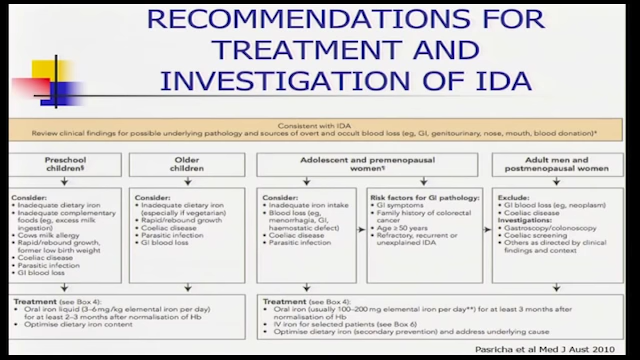 RECOMMENDATIONS FOR
TREATMENT AND
INVESTIGATION OF IDA
Consistent with IDA
Review clinical findings for possible underlying pathology and sources of overt and occult blood loss (eg, GI, genitourinary, nose, mouth, blood donation)*
Preschool
children§
Older
children
Adolescent and premenopausal
women¶
Adult men and
postmenopausal women
Consider:
• Inadequate dietary iron
• Inadequate complementary
foods (eg, excess milk
ingestion)
• Cows milk allergy
• Rapid/rebound growth,
former low birth weight
• Coeliac disease
• Parasitic infection
• GI blood loss
Consider:
• Inadequate dietary iron
(especially if vegetarian)
• Rapid/rebound growth
• Coeliac disease
• Parasitic infection
• GI blood loss
Consider:
• Inadequate iron intake
• Blood loss (eg,
menorrhagia, GI,
haemostatic defect)
• Coeliac disease
• Parasitic infection
Risk factors for GI pathology:
• GI symptoms
• Family history of colorectal
cancer
• Age ≥ 50 years
• Refractory, recurrent or
unexplained IDA
Exclude:
• GI blood loss (eg, neoplasm)
• Coeliac disease
Investigations:
• Gastroscopy/colonoscopy
• Coeliac screening
• Others as directed by clinical
findings and context
Treatment (see Box 4):
• Oral iron liquid (3–6 mg/kg elemental iron per day)
for at least 2–3 months after normalisation of Hb
• Optimise dietary iron content
Treatment (see Box 4):
• Oral iron (usually 100–200 mg elemental iron per day**) for at least 3 months after
normalisation of Hb
• IV iron for selected patients (see Box 6)
• Optimise dietary iron (secondary prevention) and address underlying cause
Pasricha et al Med J Aust 2010